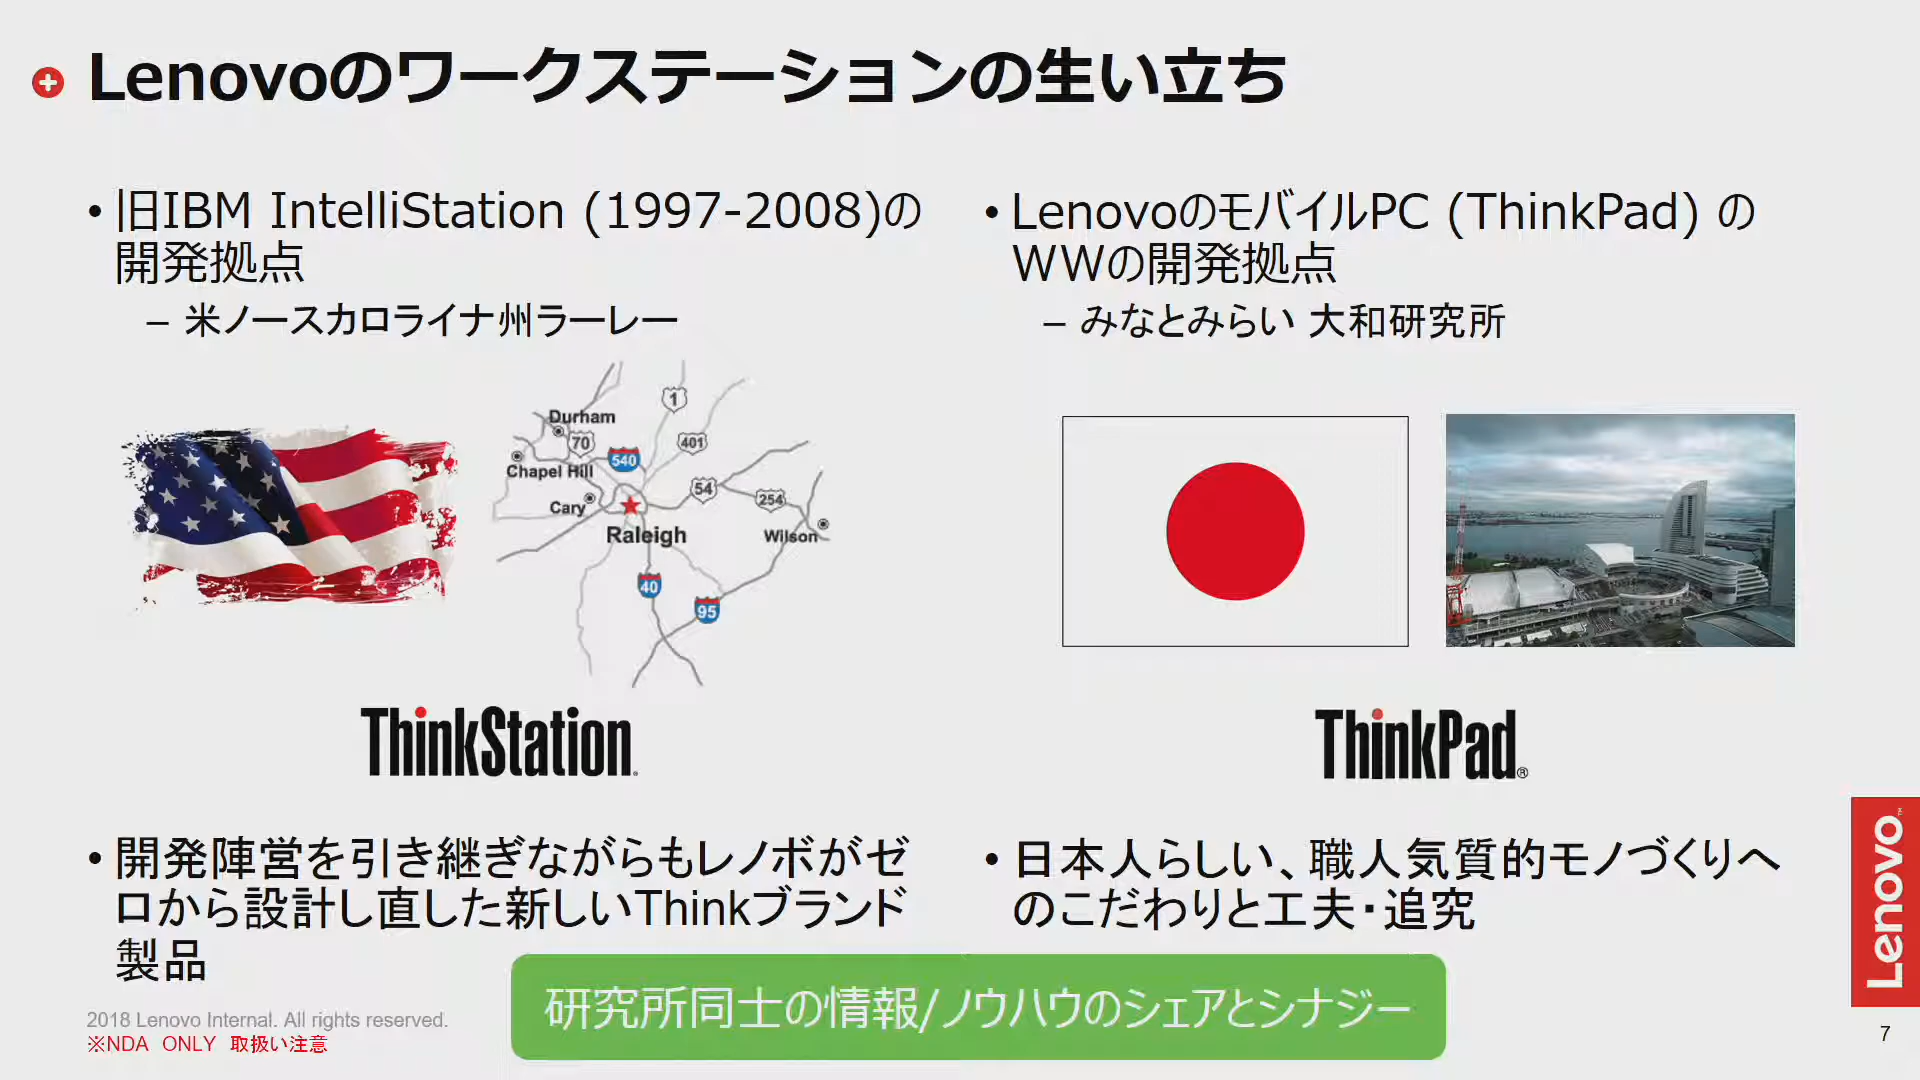 Lenovoのワークステーションの生い立ち
• 旧IBM IntelliStation (1997-2008)の
開発拠点
– 米ノースカロライナ州ラーレー
Durham
1
70
401
540
Chapel Hill
54
254
Cary
Raleigh
Wilson
40
95
ThinkStation
• 開発陣営を引き継ぎながらもレノボがゼ
ロから設計し直した新しいThinkブランド
製品
• LenovoのモバイルPC (ThinkPad) の
WWの開発拠点
– みなとみらい 大和研究所
ThinkPad®
• 日本人らしい、職人気質的モノづくりへ
のこだわりと工夫・追究
研究所同士の情報/ノウハウのシェアとシナジー
Lenovo™
2018 Lenovo Internal. All rights reserved.
※NDA ONLY 取扱い注意
7